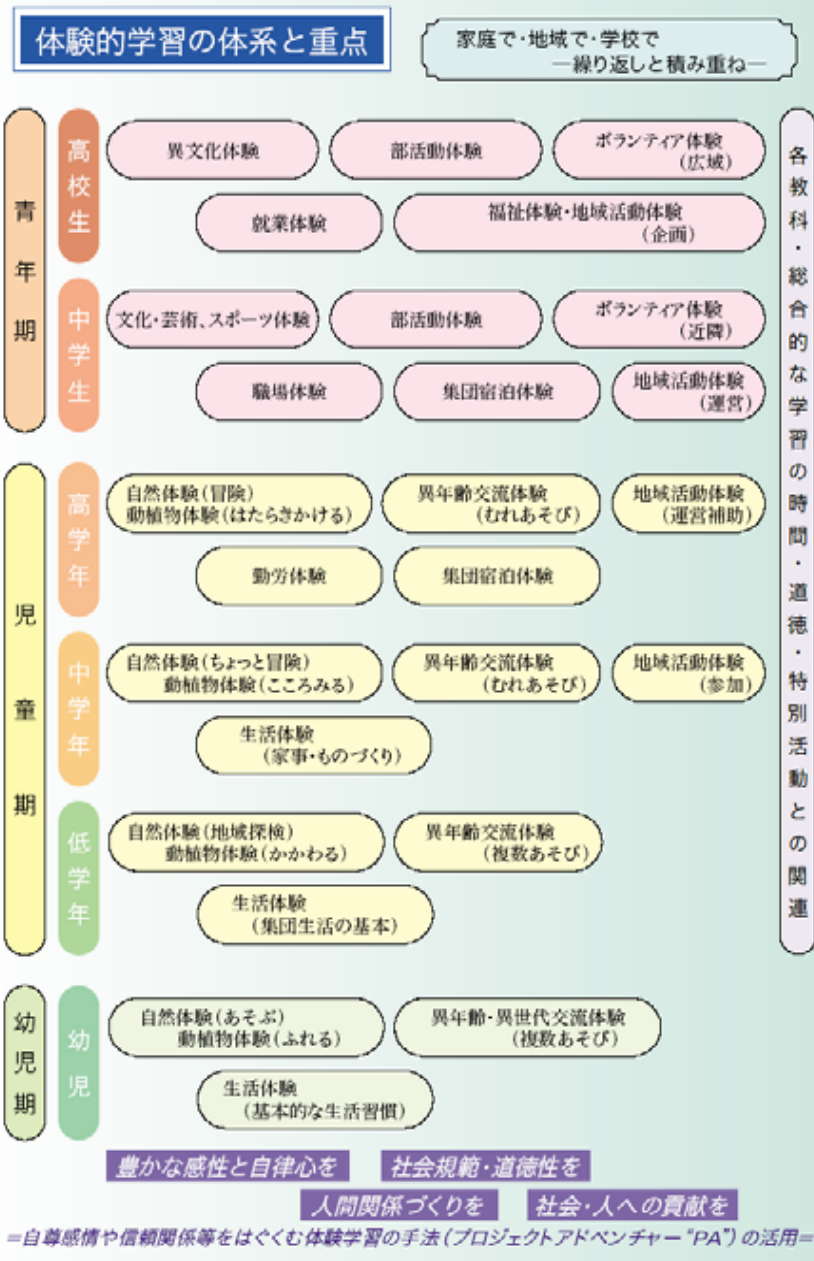 体験的学習の体系と重点
家庭で・地域で・学校で
―繰り返しと積み重ね―
青年期
高校生
異文化体験
部活動体験
ボランティア体験
(広域)
就業体験
福祉体験・地域活動体験
(企画)
中学生
文化・芸術、スポーツ体験
部活動体験
ボランティア体験
(近隣)
職場体験
集団宿泊体験
地域活動体験
(運営)
児童期
高学年
自然体験(冒険)
動植物体験(はたらきかける)
異年齢交流体験
(むれあそび)
地域活動体験
(運営補助)
勤労体験
集団宿泊体験
中学年
自然体験(ちょっと冒険)
動植物体験(こころみる)
異年齢交流体験
(むれあそび)
地域活動体験
(参加)
生活体験
(家事・ものづくり)
低学年
自然体験(地域探検)
動植物体験(かかわる)
異年齢交流体験
(複数あそび)
生活体験
(集団生活の基本)
幼児期
幼児
自然体験(あそぶ)
動植物体験(ふれる)
異年齢・異世代交流体験
(複数あそび)
生活体験
(基本的な生活習慣)
各教科・総合的な学習の時間・道徳・特別活動との関連
豊かな感性と自律心を
社会規範・道徳性を
人間関係づくりを
社会・人への貢献を
=自尊感情や信頼関係等をはぐくむ体験学習の手法(プロジェクトアドベンチャー"PA")の活用=